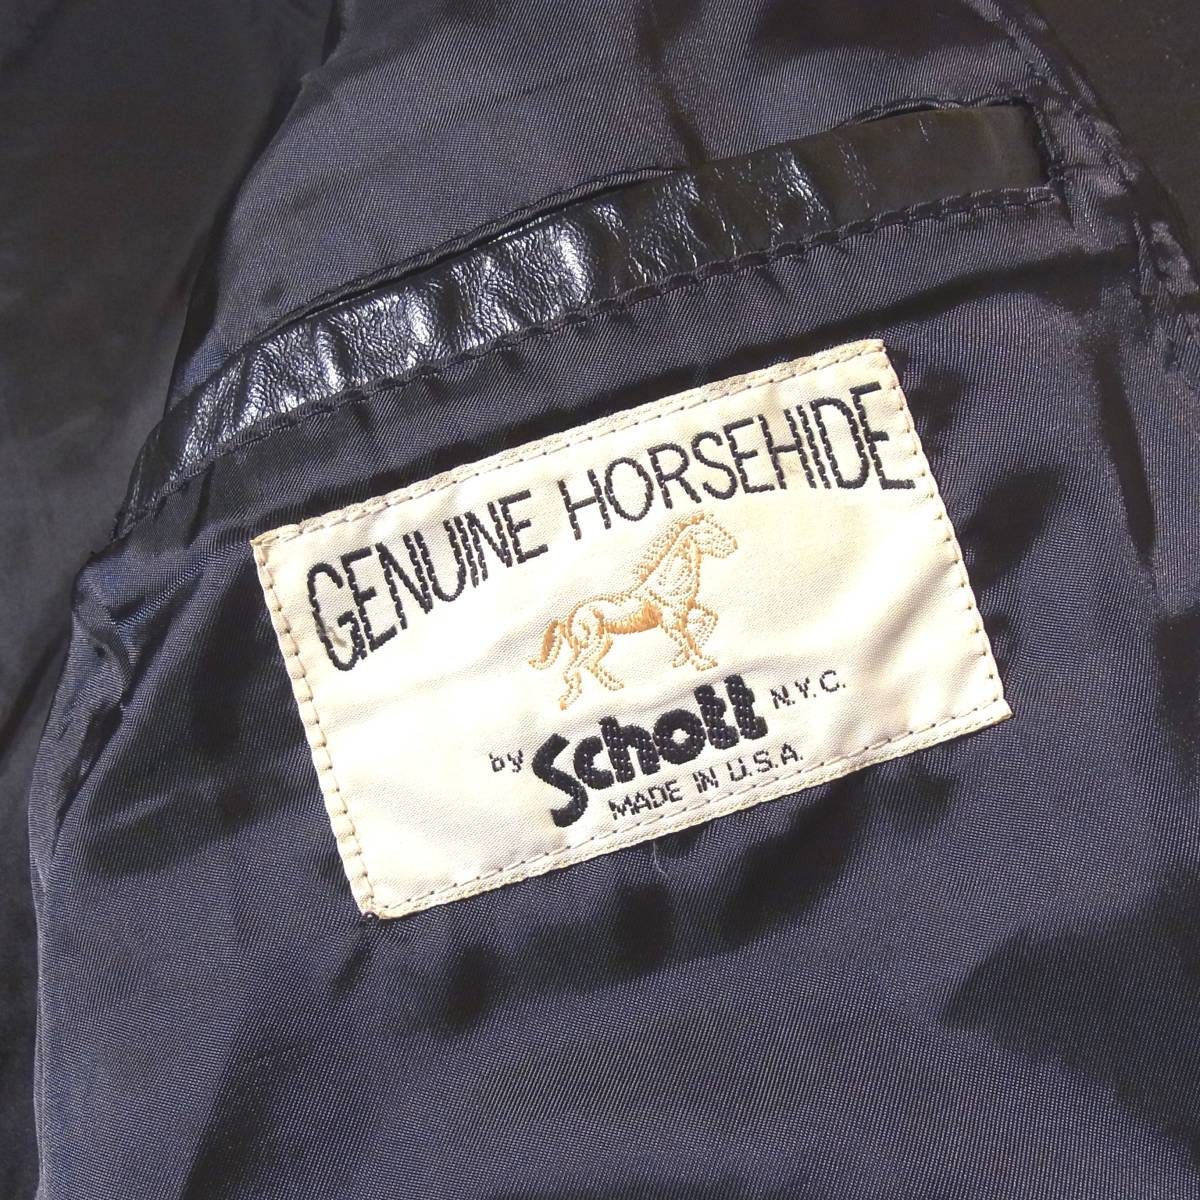 GENUINE HORSEHIDE
by Schott N.Y.C.
MADE IN U.S.A.